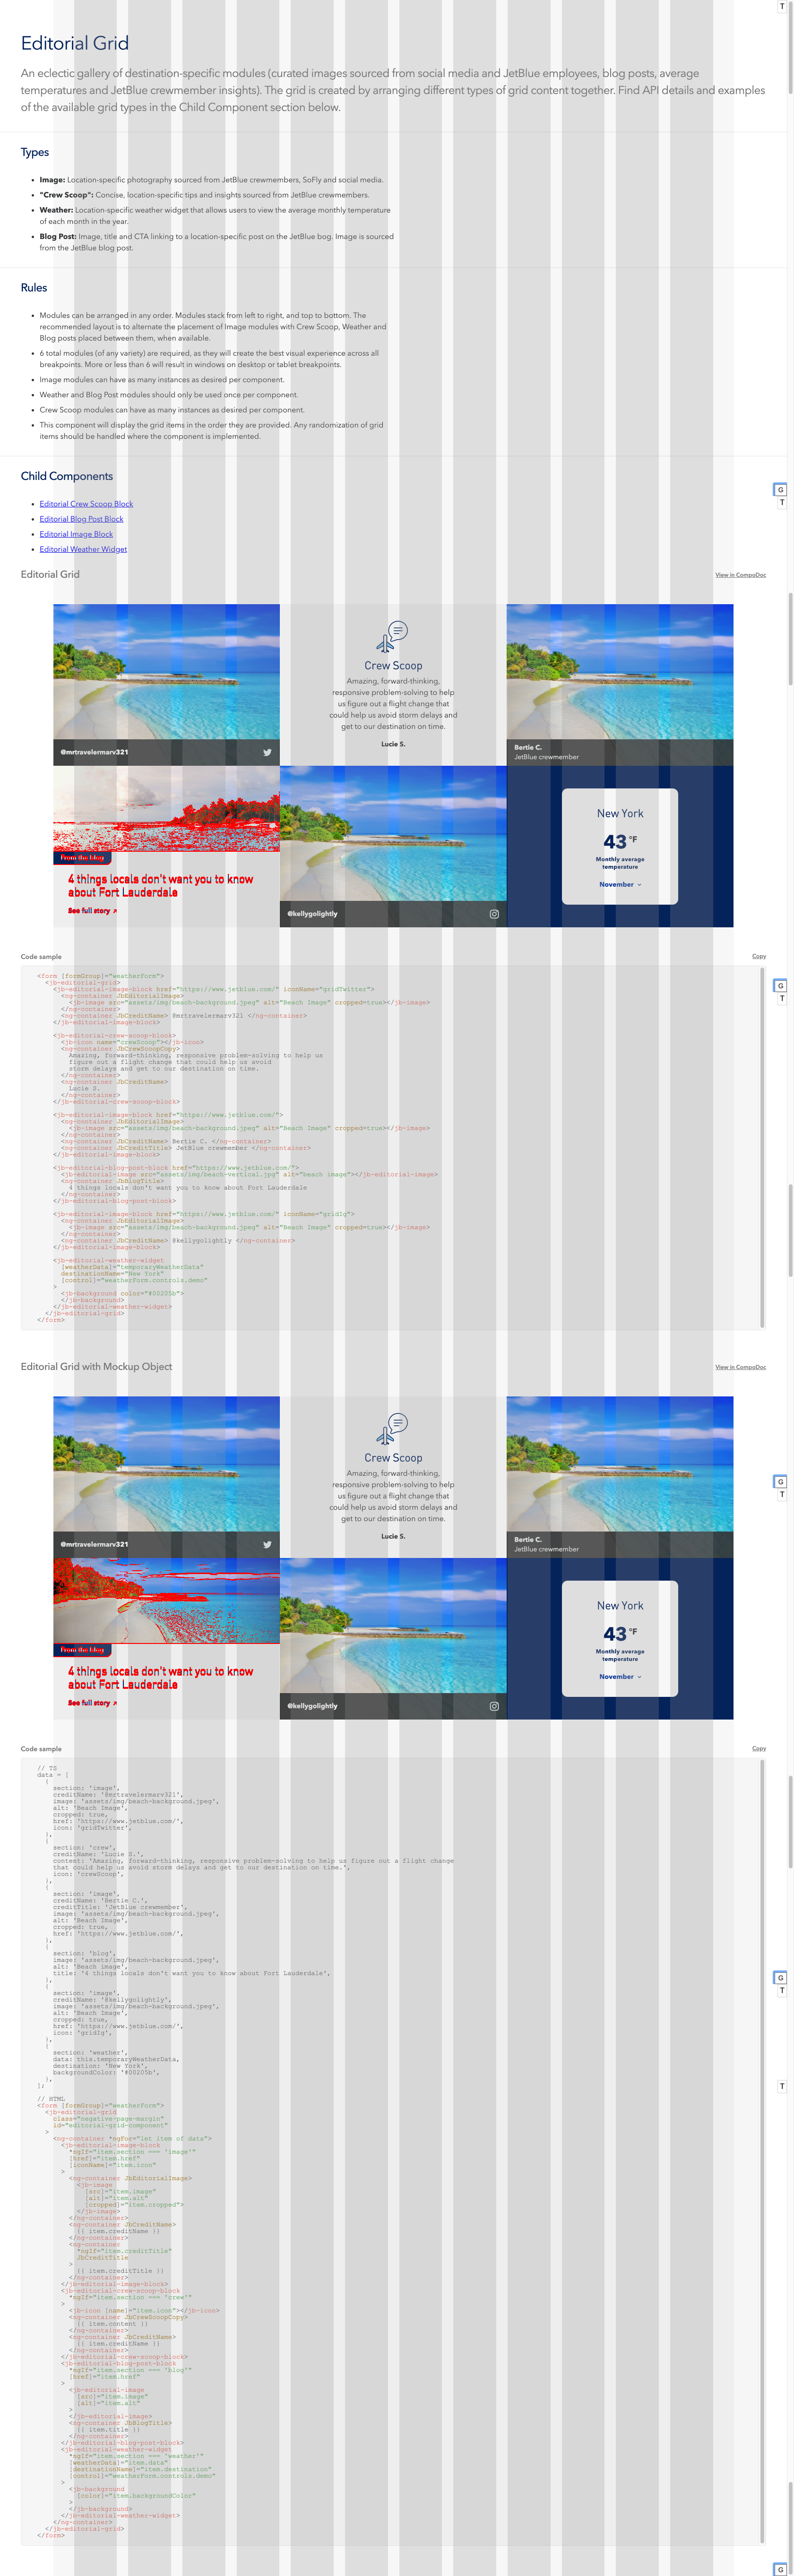 T
Editorial Grid
An eclectic gallery of destination-specific modules (curated images sourced from social media and JetBlue employees, blog posts, average
temperatures and JetBlue crewmember insights). The grid is created by arranging different types of grid content together. Find API details and examples
of the available grid types in the Child Component section below.
Types
• Image: Location-specific photography sourced from JetBlue crewmembers, SoFly and social media.
• "Crew Scoop": Concise, location-specific tips and insights sourced from JetBlue crewmembers.
• Weather: Location-specific weather widget that allows users to view the average monthly temperature
of each month in the year.
• Blog Post: Image, title and CTA linking to a location-specific post on the JetBlue bog. Image is sourced
from the JetBlue blog post.
Rules
• Modules can be arranged in any order. Modules stack from left to right, and top to bottom. The
recommended layout is to alternate the placement of Image modules with Crew Scoop, Weather and
Blog posts placed between them, when available.
• 6 total modules (of any variety) are required, as they will create the best visual experience across all
breakpoints. More or less than 6 will result in windows on desktop or tablet breakpoints.
• Image modules can have as many instances as desired per component.
• Weather and Blog Post modules should only be used once per component.
• Crew Scoop modules can have as many instances as desired per component.
• This component will display the grid items in the order they are provided. Any randomization of grid
items should be handled where the component is implemented.
Child Components
G
T
• Editorial Crew Scoop Block
• Editorial Blog Post Block
• Editorial Image Block
• Editorial Weather Widget
Editorial Grid
View in CompoDoc
Crew Scoop
Amazing, forward-thinking,
responsive problem-solving to help
us figure out a flight change that
could help us avoid storm delays and
get to our destination on time.
Lucie S.
@mrtravelermarv321
Bertie C.
JetBlue crewmember
From the blog
4 things locals don't want you to know
about Fort Lauderdale
See full story
@kellygolightly
New York
43 °F
Monthly average
temperature
November
Code sample
Copy
<form [formGroup]="weatherForm">
<jb-editorial-grid>
<jb-editorial-image-block href="https://www.jetblue.com/" iconName="gridTwitter">
<ng-container JbEditorialImage>
<jb-image src="assets/img/beach-background.jpeg" alt="Beach Image" cropped=true></jb-image>
</ng-container>
<ng-container JbCreditName> @mrtravelermarv321 </ng-container>
</jb-editorial-image-block>
<jb-editorial-crew-scoop-block>
<jb-icon name="crewScoop"></jb-icon>
<ng-container JbCrewScoopCopy>
Amazing, forward-thinking, responsive problem-solving to help us
figure out a flight change that could help us avoid
storm delays and get to our destination on time.
</ng-container>
<ng-container JbCreditName>
Lucie S.
</ng-container>
</jb-editorial-crew-scoop-block>
<jb-editorial-image-block href="https://www.jetblue.com/">
<ng-container JbEditorialImage>
<jb-image src="assets/img/beach-background.jpeg" alt="Beach Image" cropped=true></jb-image>
</ng-container>
<ng-container JbCreditName> Bertie C. </ng-container>
<ng-container JbCreditTitle> JetBlue crewmember </ng-container>
</jb-editorial-image-block>
<jb-editorial-blog-post-block href="https://www.jetblue.com/">
<jb-editorial-image src="assets/img/beach-vertical.jpg" alt="beach image"></jb-editorial-image>
<ng-container JbBlogTitle>
4 things locals don't want you to know about Fort Lauderdale
</ng-container>
</jb-editorial-blog-post-block>
<jb-editorial-image-block href="https://www.jetblue.com/" iconName="gridIg">
<ng-container JbEditorialImage>
<jb-image src="assets/img/beach-background.jpeg" alt="Beach Image" cropped=true></jb-image>
</ng-container>
<ng-container JbCreditName> @kellygolightly </ng-container>
</jb-editorial-image-block>
<jb-editorial-weather-widget
[weatherData]="temporaryWeatherData"
destinationName="New York"
[control]="weatherForm.controls.demo"
>
<jb-background color="#00205b">
</jb-background>
</jb-editorial-weather-widget>
</jb-editorial-grid>
</form>
G
T
Editorial Grid with Mockup Object
View in CompoDoc
Crew Scoop
Amazing, forward-thinking,
responsive problem-solving to help
us figure out a flight change that
could help us avoid storm delays and
get to our destination on time.
Lucie S.
@mrtravelermarv321
Bertie C.
JetBlue crewmember
G
T
From the blog
4 things locals don't want you to know
about Fort Lauderdale
See full story
@kellygolightly
New York
43 °F
Monthly average
temperature
November
Code sample
Copy
// TS
data = [
{
section: 'image',
creditName: '@mrtravelermarv321',
image: 'assets/img/beach-background.jpeg',
alt: 'Beach Image',
cropped: true,
href: 'https://www.jetblue.com/',
icon: 'gridTwitter',
},
{
section: 'crew',
creditName: 'Lucie S.',
content: 'Amazing, forward-thinking, responsive problem-solving to help us figure out a flight change
that could help us avoid storm delays and get to our destination on time.',
icon: 'crewScoop',
},
{
section: 'image',
creditName: 'Bertie C.',
creditTitle: 'JetBlue crewmember',
image: 'assets/img/beach-background.jpeg',
alt: 'Beach Image',
cropped: true,
href: 'https://www.jetblue.com/',
},
{
section: 'blog',
image: 'assets/img/beach-background.jpeg',
alt: 'Beach image',
title: '4 things locals don't want you to know about Fort Lauderdale',
},
{
section: 'image',
creditName: '@kellygolightly',
image: 'assets/img/beach-background.jpeg',
alt: 'Beach Image',
cropped: true,
href: 'https://www.jetblue.com/',
icon: 'gridIg',
},
{
section: 'weather',
data: this.temporaryWeatherData,
destination: 'New York',
backgroundColor: '#00205b',
},
];
G
T
T
// HTML
<form [formGroup]="weatherForm">
<jb-editorial-grid
class="negative-page-margin"
id="editorial-grid-component"
>
<ng-container *ngFor="let item of data">
<jb-editorial-image-block
*ngIf="item.section === 'image'"
[href]="item.href"
[iconName]="item.icon"
>
<ng-container JbEditorialImage>
<jb-image
[src]="item.image"
[alt]="item.alt"
[cropped]="item.cropped">
</jb-image>
</ng-container>
<ng-container JbCreditName>
{{ item.creditName }}
</ng-container>
<ng-container
*ngIf="item.creditTitle"
JbCreditTitle
>
{{ item.creditTitle }}
</ng-container>
</jb-editorial-image-block>
<jb-editorial-crew-scoop-block
*ngIf="item.section === 'crew'"
>
<jb-icon [name]="item.icon"></jb-icon>
<ng-container JbCrewScoopCopy>
{{ item.content }}
</ng-container>
<ng-container JbCreditName>
{{ item.creditName }}
</ng-container>
</jb-editorial-crew-scoop-block>
<jb-editorial-blog-post-block
*ngIf="item.section === 'blog'"
[href]="item.href"
>
<jb-editorial-image
[src]="item.image"
[alt]="item.alt"
>
</jb-editorial-image>
<ng-container JbBlogTitle>
{{ item.title }}
</ng-container>
</jb-editorial-blog-post-block>
<jb-editorial-weather-widget
*ngIf="item.section === 'weather'"
[weatherData]="item.data"
[destinationName]="item.destination"
[control]="weatherForm.controls.demo"
>
<jb-background
[color]="item.backgroundColor"
>
</jb-background>
</jb-editorial-weather-widget>
</ng-container>
</jb-editorial-grid>
</form>
G